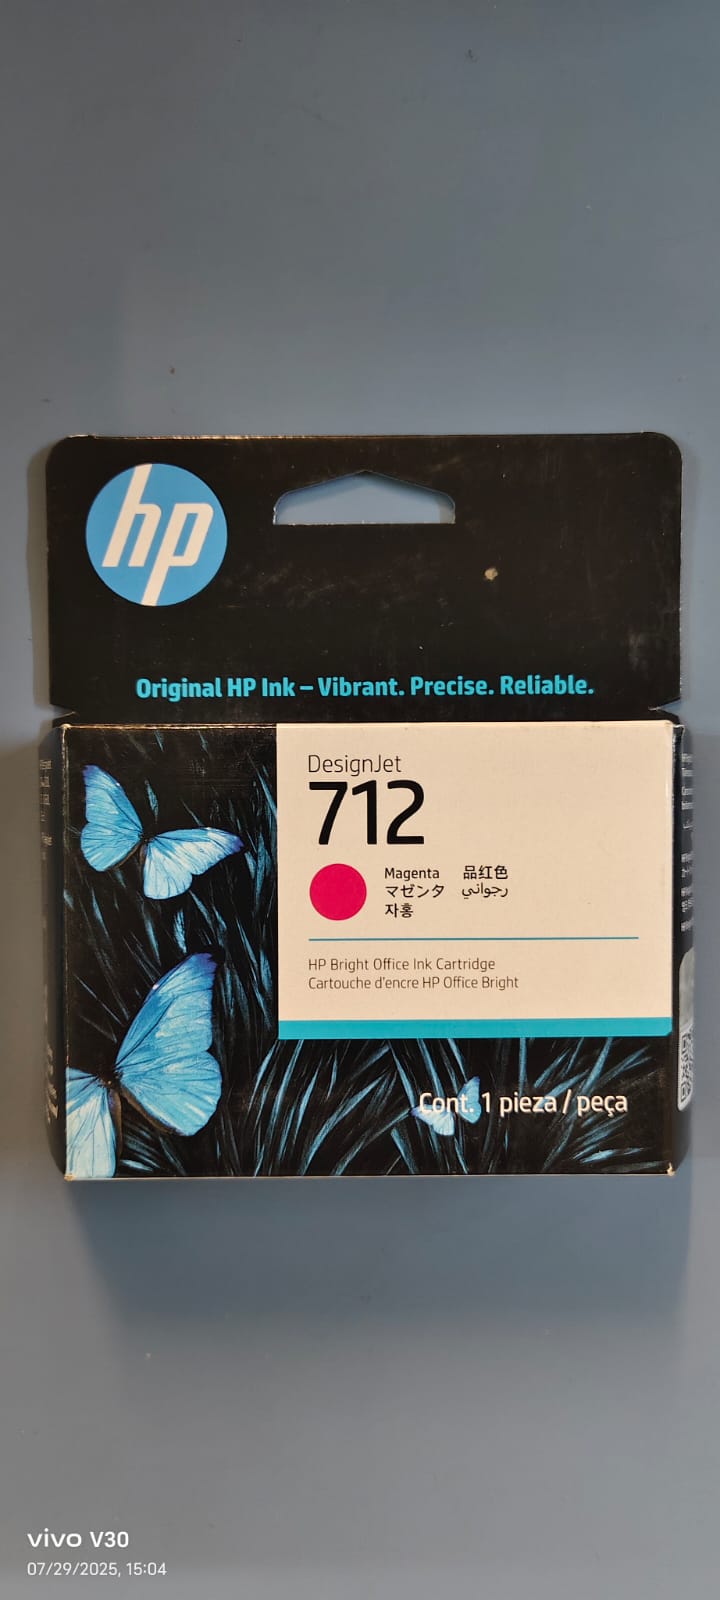 hp
Original HP Ink – Vibrant. Precise. Reliable.
DesignJet
712
Magenta 品红色
マゼンタ رجواني
자홍
HP Bright Office Ink Cartridge
Cartouche d'encre HP Office Bright
Cont. 1 pieza / peça
vivo V30
07/29/2025, 15:04